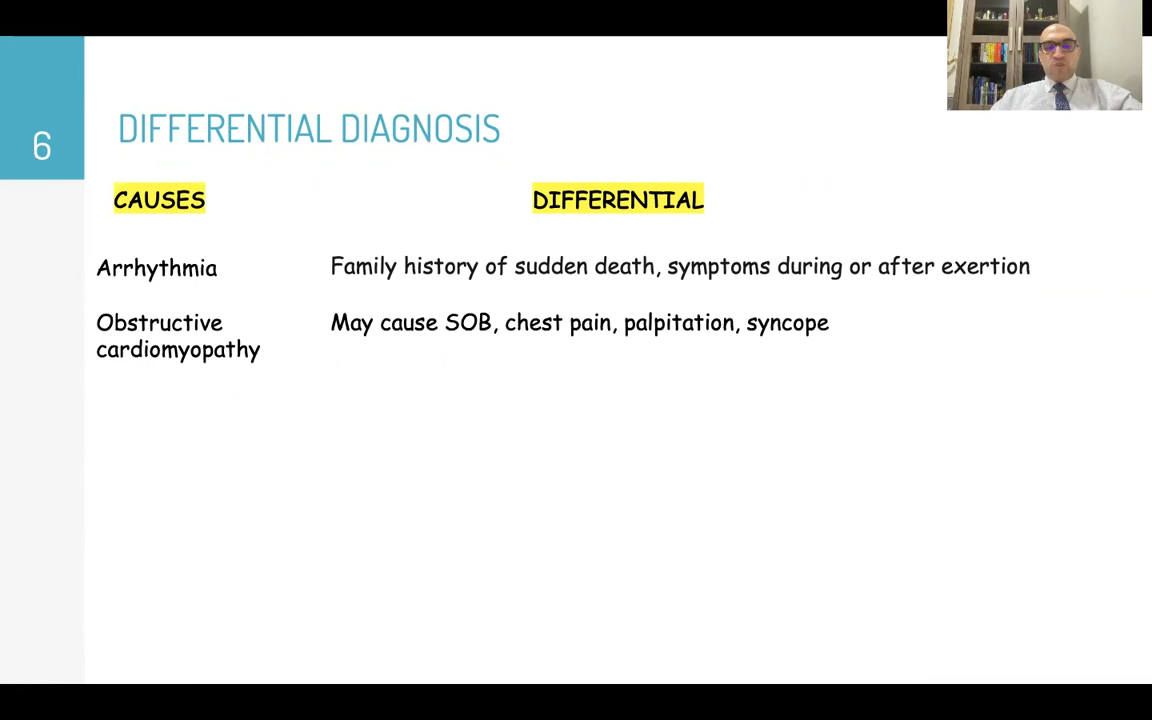 6
DIFFERENTIAL DIAGNOSIS
CAUSES DIFFERENTIAL
Arrhythmia Family history of sudden death, symptoms during or after exertion
Obstructive May cause SOB, chest pain, palpitation, syncope
cardiomyopathy